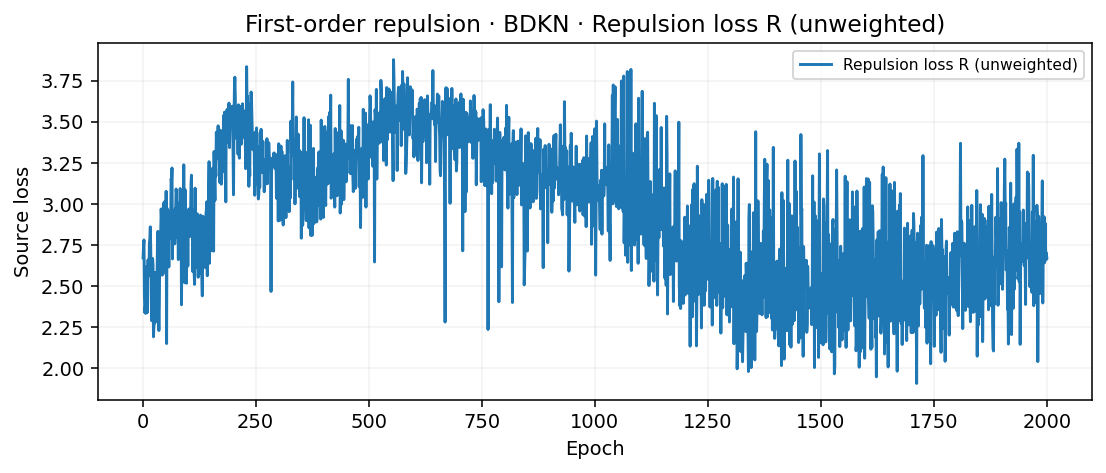 First-order repulsion · BDKN · Repulsion loss R (unweighted)
Repulsion loss R (unweighted)
Source loss
3.75
3.50
3.25
3.00
2.75
2.50
2.25
2.00
0 250 500 750 1000 1250 1500 1750 2000
Epoch